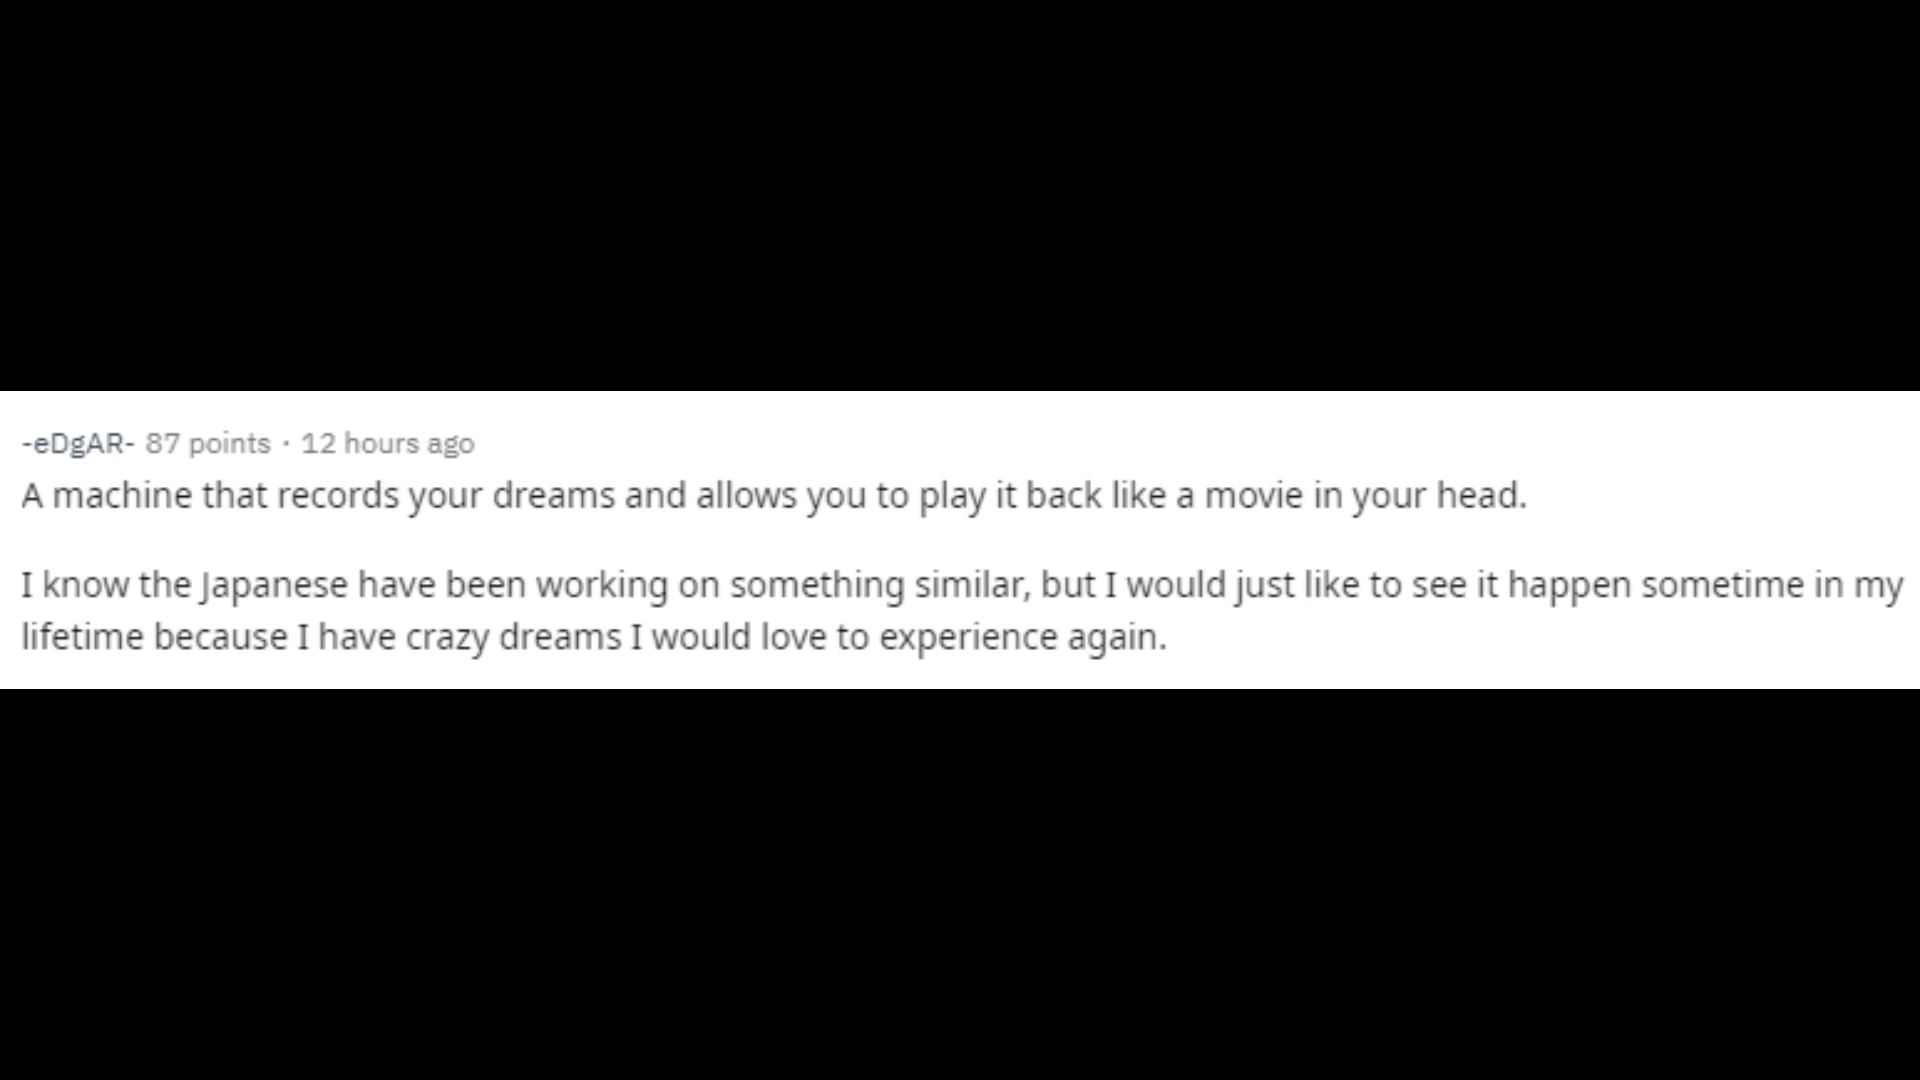 -eDgAR- 87 points · 12 hours ago
A machine that records your dreams and allows you to play it back like a movie in your head.
I know the Japanese have been working on something similar, but I would just like to see it happen sometime in my
lifetime because I have crazy dreams I would love to experience again.